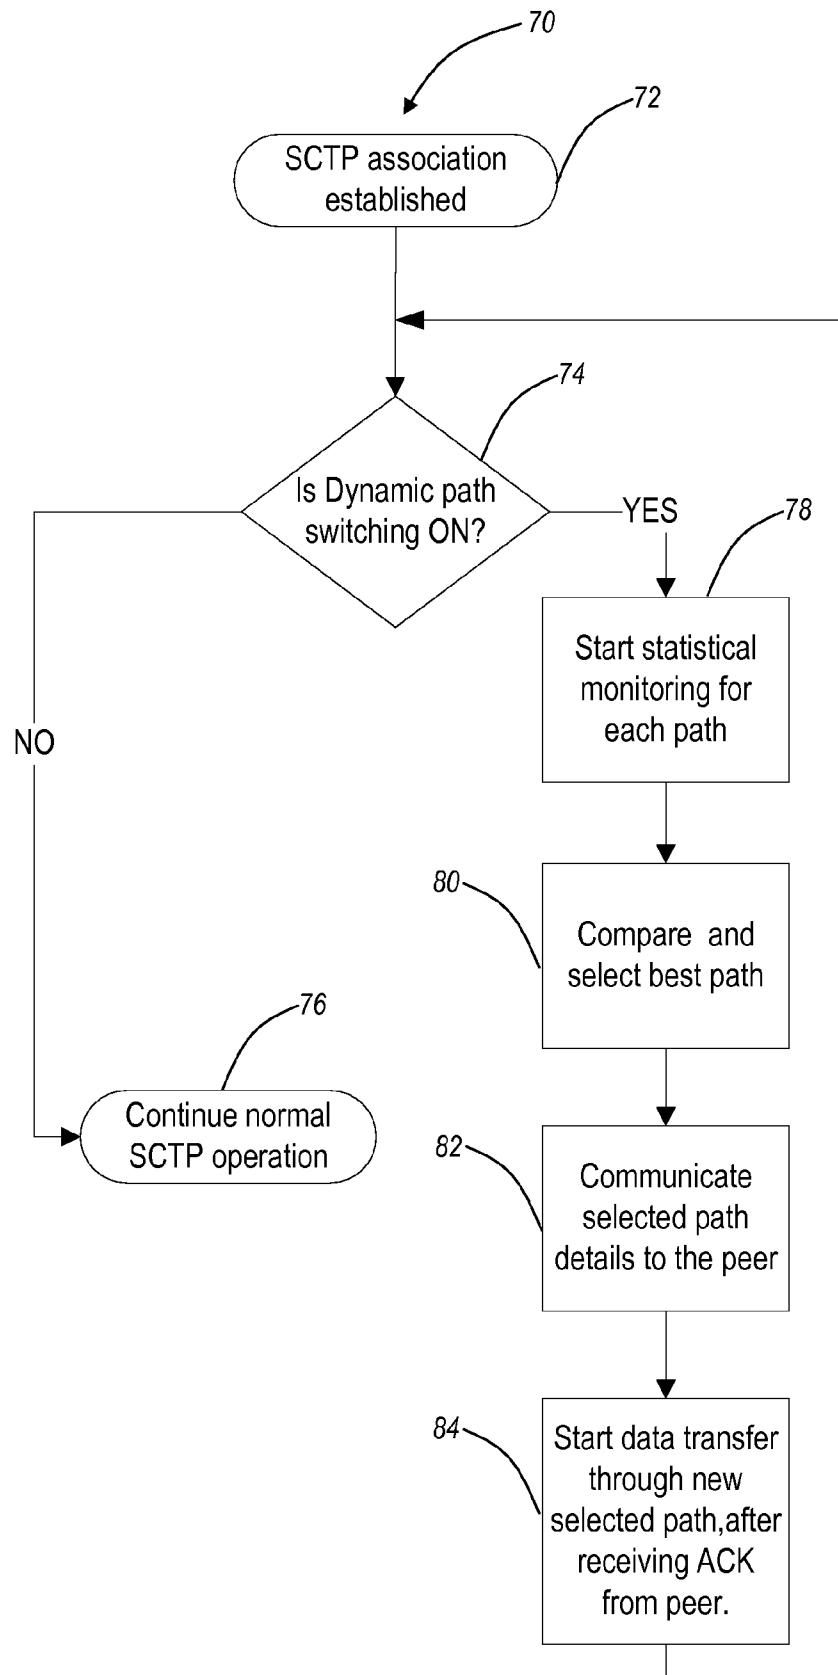 70
72
SCTP association
established
74
Is Dynamic path
switching ON?
YES
78
Start statistical
monitoring for
each path
NO
80
Compare and
select best path
76
Continue normal
SCTP operation
82
Communicate
selected path
details to the peer
84
Start data transfer
through new
selected path,after
receiving ACK
from peer.